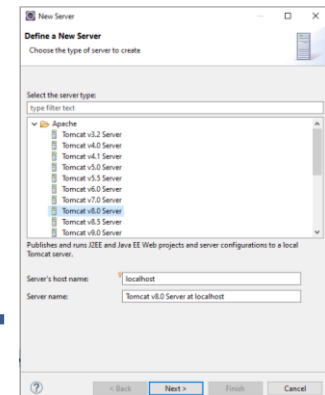 New Server
Define a New Server
Choose the type of server to create
Select the server type:
type filter text
Apache
Tomcat v3.2 Server
Tomcat v4.0 Server
Tomcat v4.1 Server
Tomcat v5.0 Server
Tomcat v5.5 Server
Tomcat v6.0 Server
Tomcat v7.0 Server
Tomcat v8.0 Server
Tomcat v8.5 Server
Tomcat v9.0 Server
Publishes and runs J2EE and Java EE Web projects and server configurations to a local
Tomcat server.
Server's host name: localhost
Server name: Tomcat v8.0 Server at localhost
? < Back Next > Finish Cancel